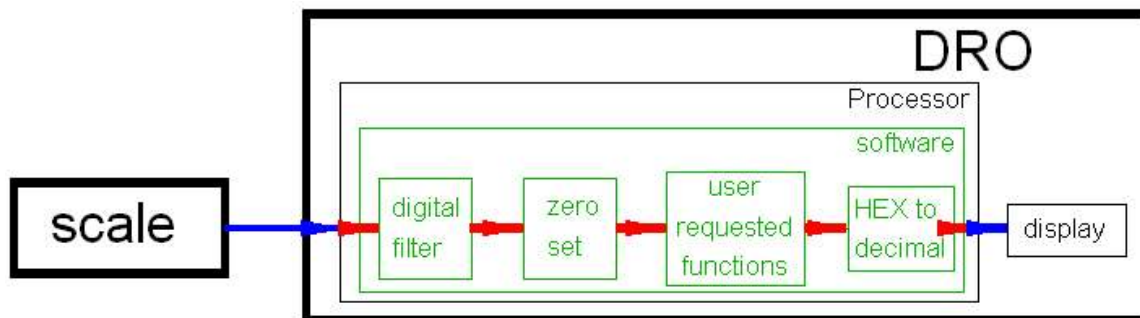 DRO
Processor
software
scale
digital
filter
zero
set
user
requested
functions
HEX to
decimal
display